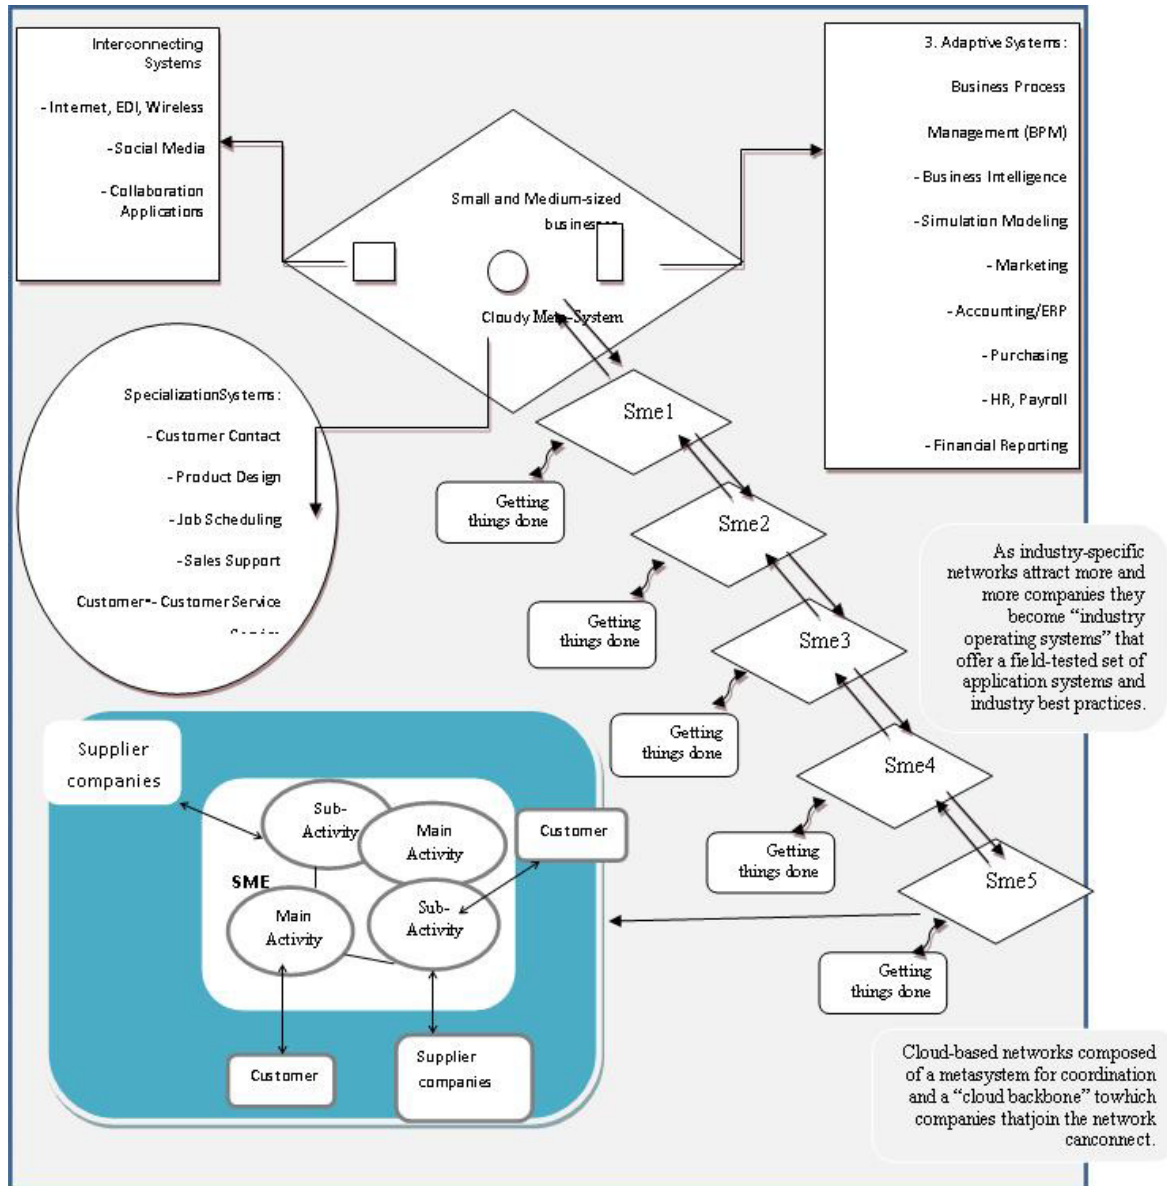 Interconnecting
Systems
- Internet, EDI, Wireless
- Social Media
- Collaboration
Applications
3. Adaptive Systems:
Business Process
Management (BPM)
- Business Intelligence
- Simulation Modeling
- Marketing
- Accounting/ERP
- Purchasing
- HR, Payroll
- Financial Reporting
Small and Medium-sized
businesses
Cloudy Meta-System
SpecializationSystems:
- Customer Contact
- Product Design
- Job Scheduling
- Sales Support
Customer•- Customer Service
Sme1
Getting
things done
Sme2
Getting
things done
Sme3
Getting
things done
Sme4
Getting
things done
Sme5
Getting
things done
As industry-specific
networks attract more and
more companies they
become “industry
operating systems” that
offer a field-tested set of
application systems and
industry best practices.
Supplier
companies
Sub-
Activity
Main
Activity
Customer
SME
Main
Activity
Sub-
Activity
Customer
Supplier
companies
Cloud-based networks composed
of a metasystem for coordination
and a “cloud backbone” towhich
companies thatjoin the network
canconnect.